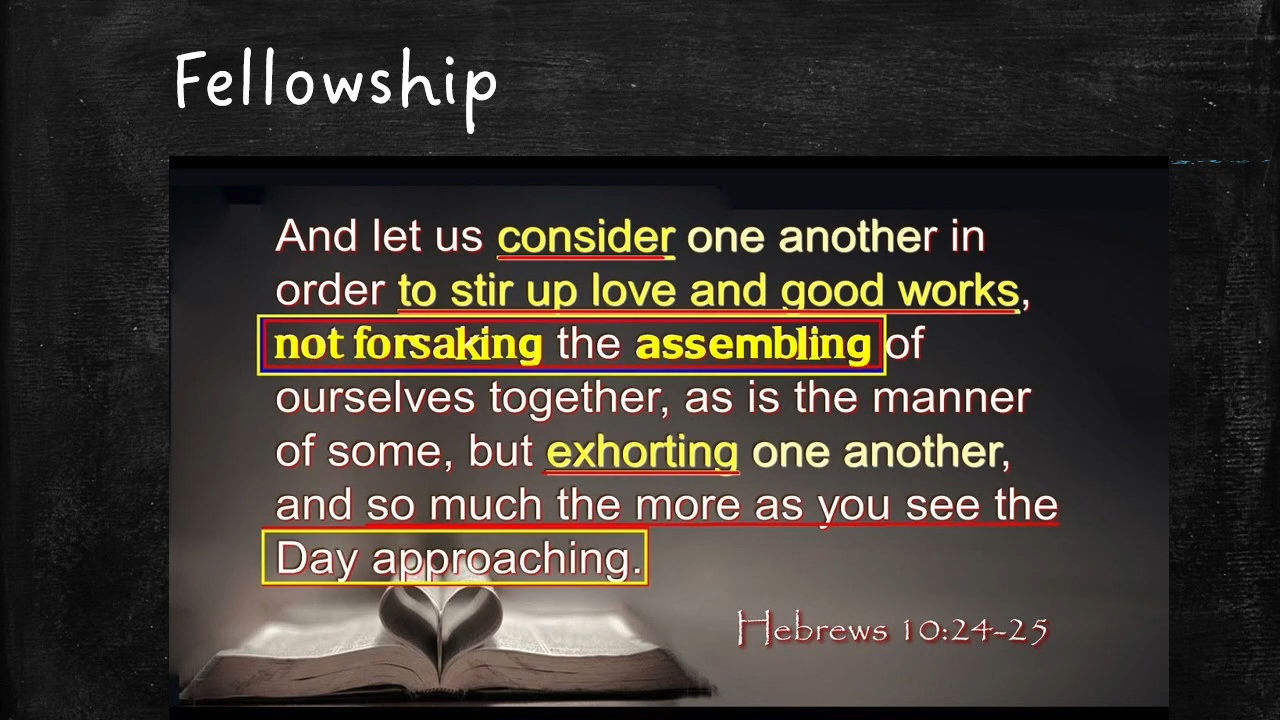 Fellowship
And let us consider one another in
order to stir up love and good works,
not forsaking the assembling of
ourselves together, as is the manner
of some, but exhorting one another,
and so much the more as you see the
Day approaching.
Hebrews 10:24-25